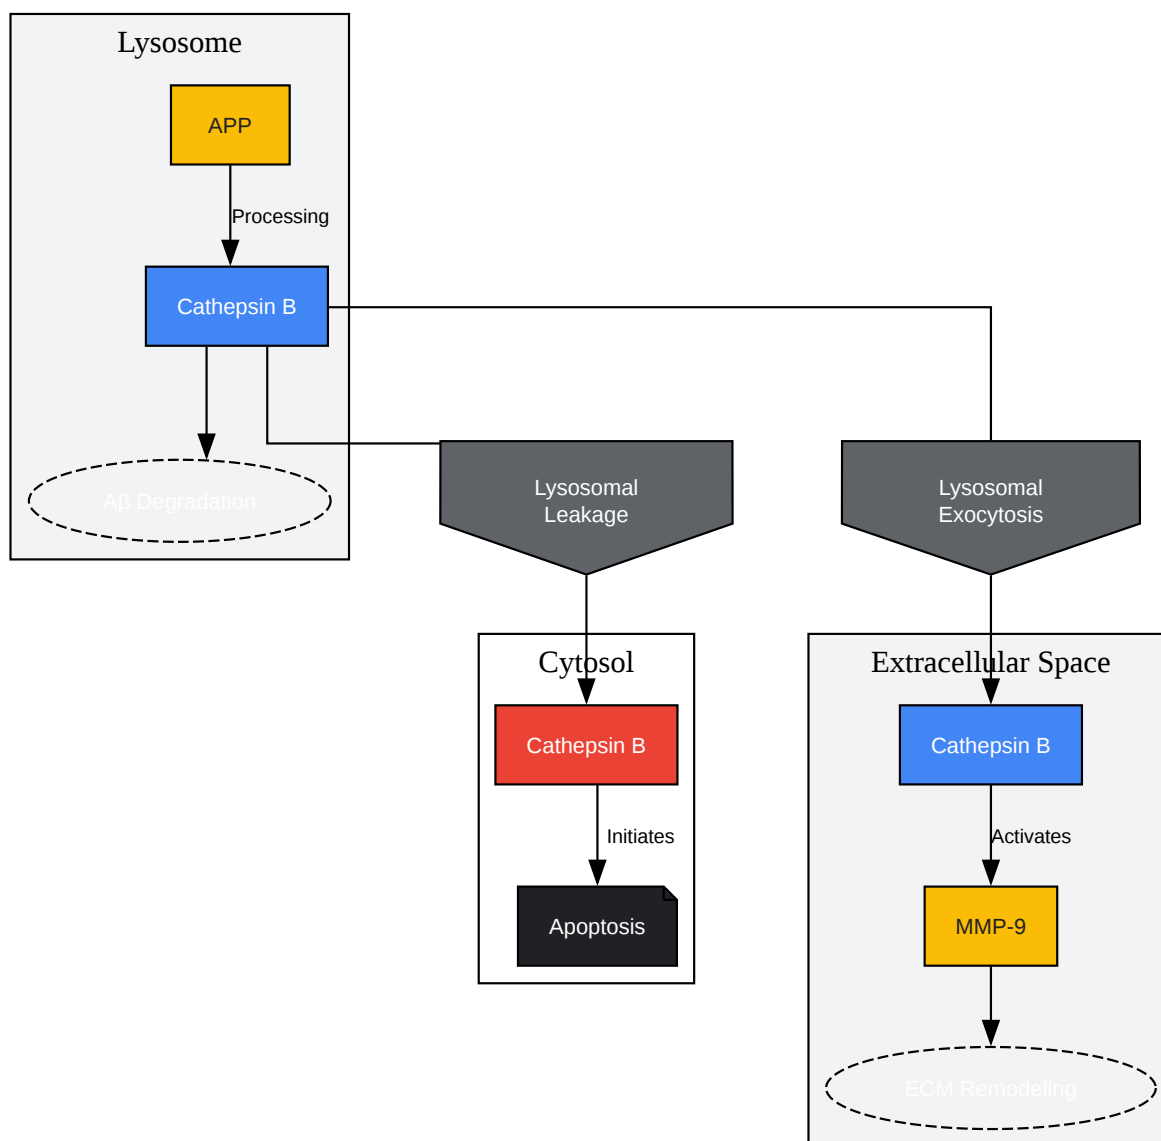 Lysosome
APP
Processing
Cathepsin B
Aβ Degradation
Lysosomal
Leakage
Lysosomal
Exocytosis
Cytosol
Cathepsin B
Initiates
Apoptosis
Extracellular Space
Cathepsin B
Activates
MMP-9
ECM Remodeling